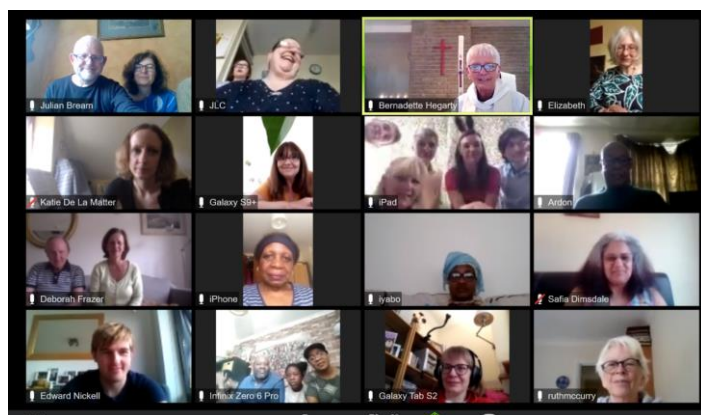 Julian Bream
JLC
Bernadette Hegarty
Elizabeth
Katie De La Matter
Galaxy S9+
iPad
Ardon
Deborah Frazer
iPhone
iyabo
Safia Dimsdale
Edward Nickell
Infinix Zero 6 Pro
Galaxy Tab S2
ruthmccurry